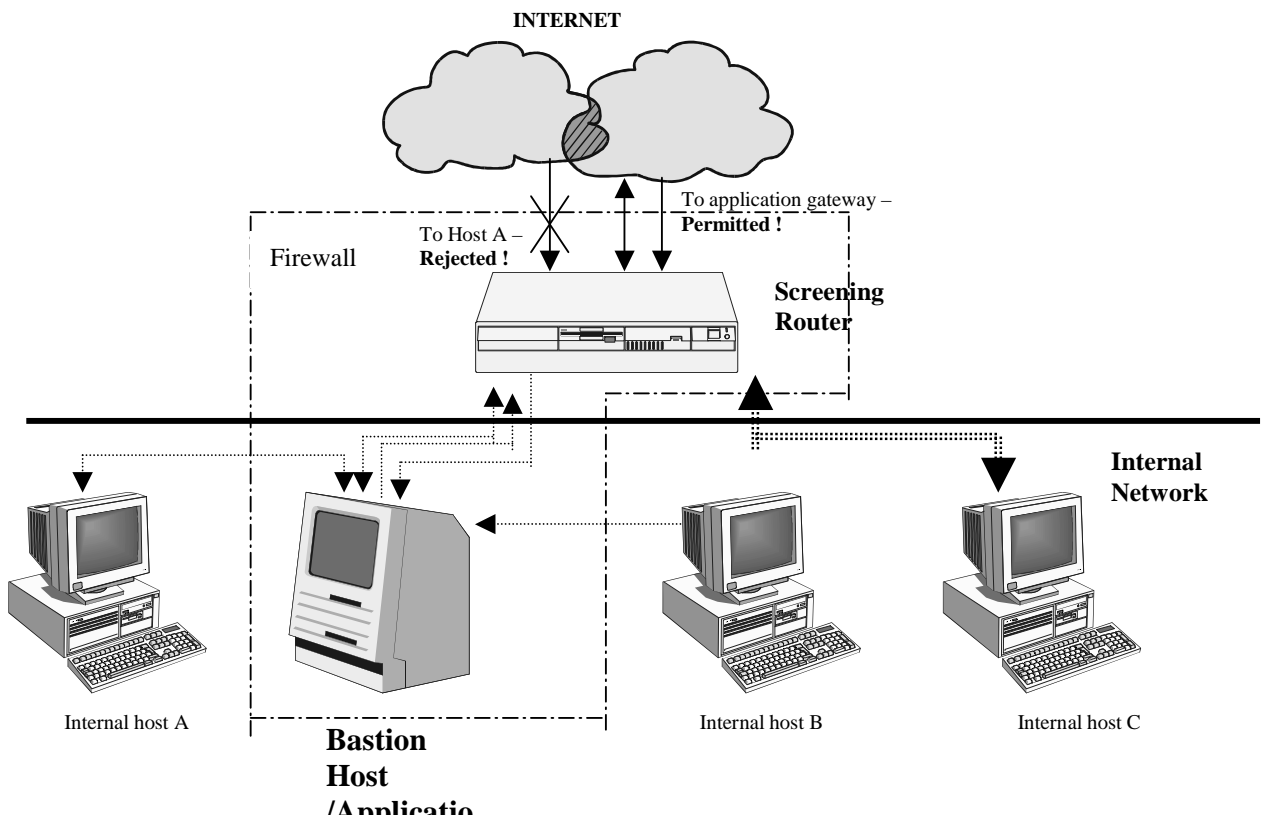 INTERNET
To application gateway –
Permitted !
To Host A –
Rejected !
Firewall
Screening
Router
Internal
Network
Internal host A
Internal host B
Internal host C
Bastion
Host
/Applicatio